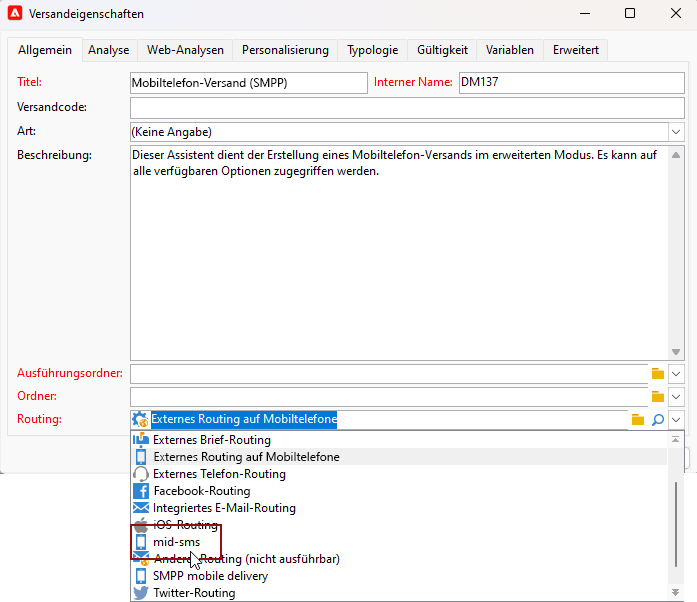 Versandeigenschaften
Allgemein Analyse Web-Analysen Personalisierung Typologie Gültigkeit Variablen Erweitert
Titel: Mobiltelefon-Versand (SMPP) Interner Name: DM137
Versandcode:
Art: (Keine Angabe)
Beschreibung: Dieser Assistent dient der Erstellung eines Mobiltelefon-Versands im erweiterten Modus. Es kann auf
alle verfügbaren Optionen zugegriffen werden.
Ausführungsordner:
Ordner:
Routing: Externes Routing auf Mobiltelefone
Externes Brief-Routing
Externes Routing auf Mobiltelefone
Externes Telefon-Routing
Facebook-Routing
Integriertes E-Mail-Routing
iOS-Routing
mid-sms
Routing (nicht ausführbar)
SMPP mobile delivery
Twitter-Routing